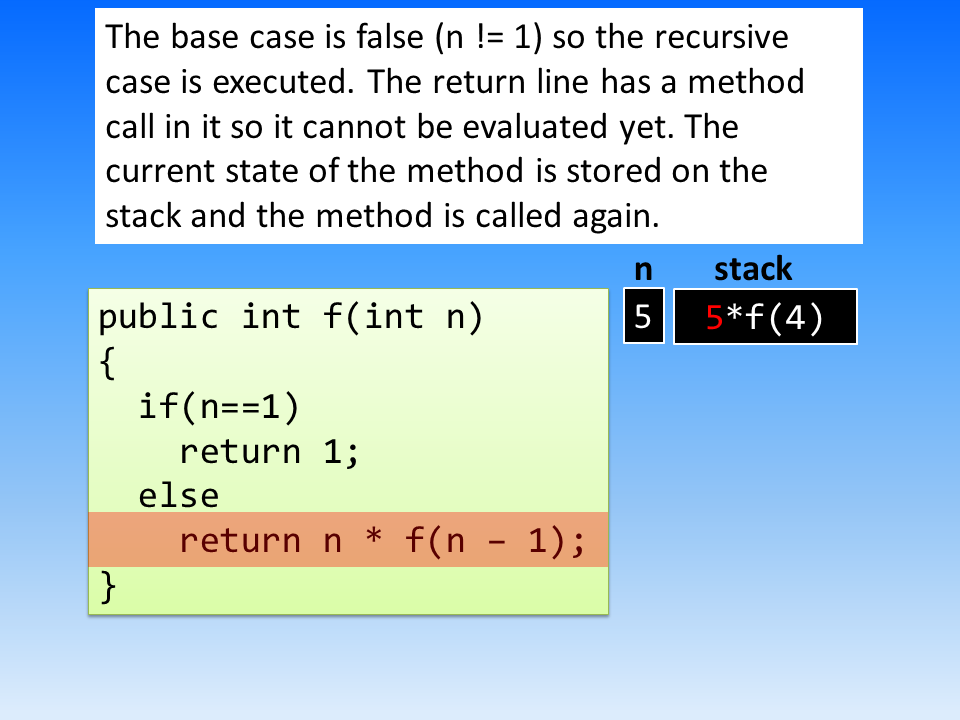 The base case is false (n != 1) so the recursive
case is executed. The return line has a method
call in it so it cannot be evaluated yet. The
current state of the method is stored on the
stack and the method is called again.
n stack
5 5*f(4)
public int f(int n)
{
  if(n==1)
    return 1;
  else
    return n * f(n – 1);
}